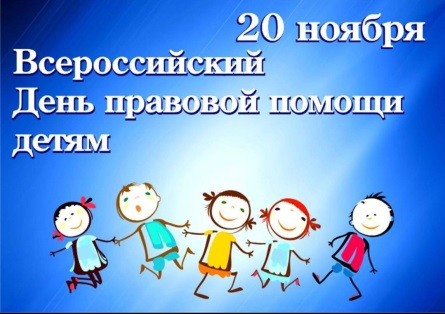 20 ноября
Всероссийский
День правовой помощи
детям